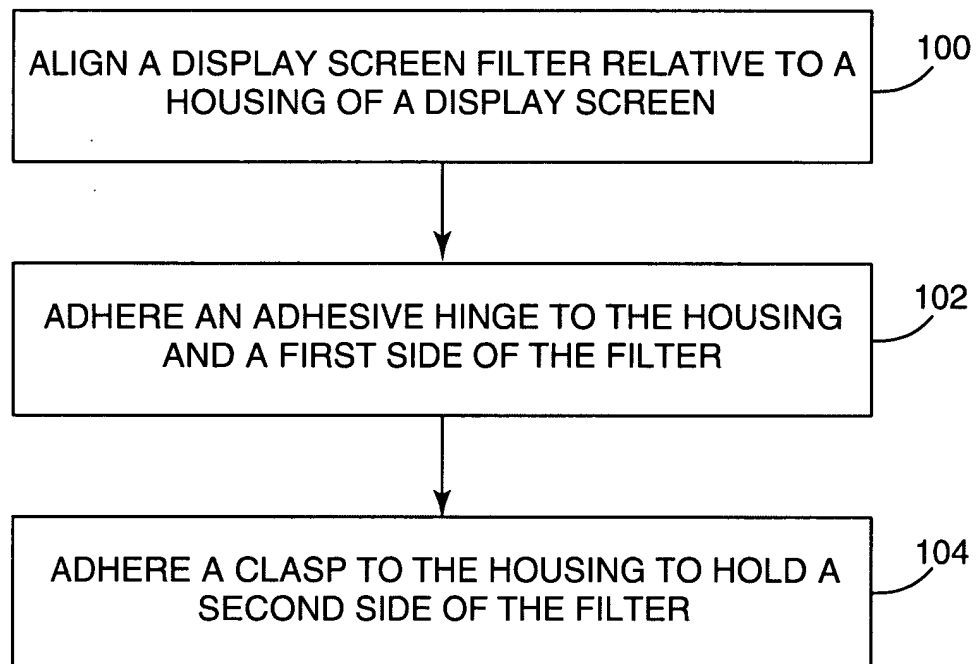 ALIGN A DISPLAY SCREEN FILTER RELATIVE TO A
HOUSING OF A DISPLAY SCREEN
100
ADHERE AN ADHESIVE HINGE TO THE HOUSING
AND A FIRST SIDE OF THE FILTER
102
ADHERE A CLASP TO THE HOUSING TO HOLD A
SECOND SIDE OF THE FILTER
104